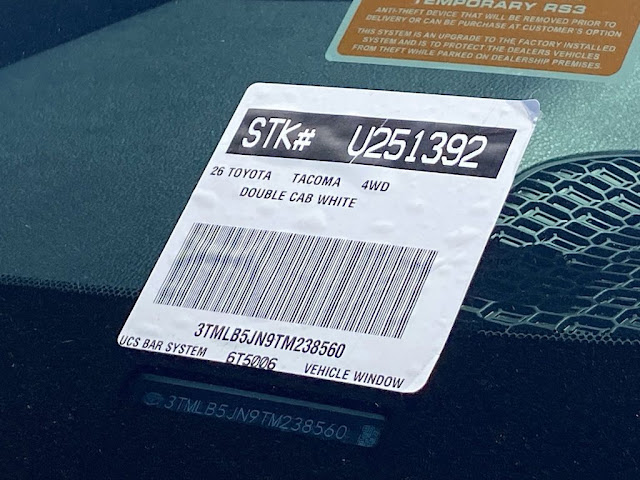 TEMPORARY RS3
ANTI-THEFT DEVICE THAT WILL BE REMOVED PRIOR TO
DELIVERY OR CAN BE PURCHASED AT CUSTOMER'S OPTION
THIS SYSTEM IS AN UPGRADE TO THE FACTORY INSTALLED
SYSTEM AND IS TO PROTECT THE DEALERS VEHICLES
FROM THEFT WHILE PARKED ON DEALERSHIP PREMISES.
STK# U251392
26 TOYOTA TACOMA 4WD
DOUBLE CAB WHITE
3TMLB5JN9TM238560
UCS BAR SYSTEM 6T5006 VEHICLE WINDOW
3TMLB5JN9TM238560